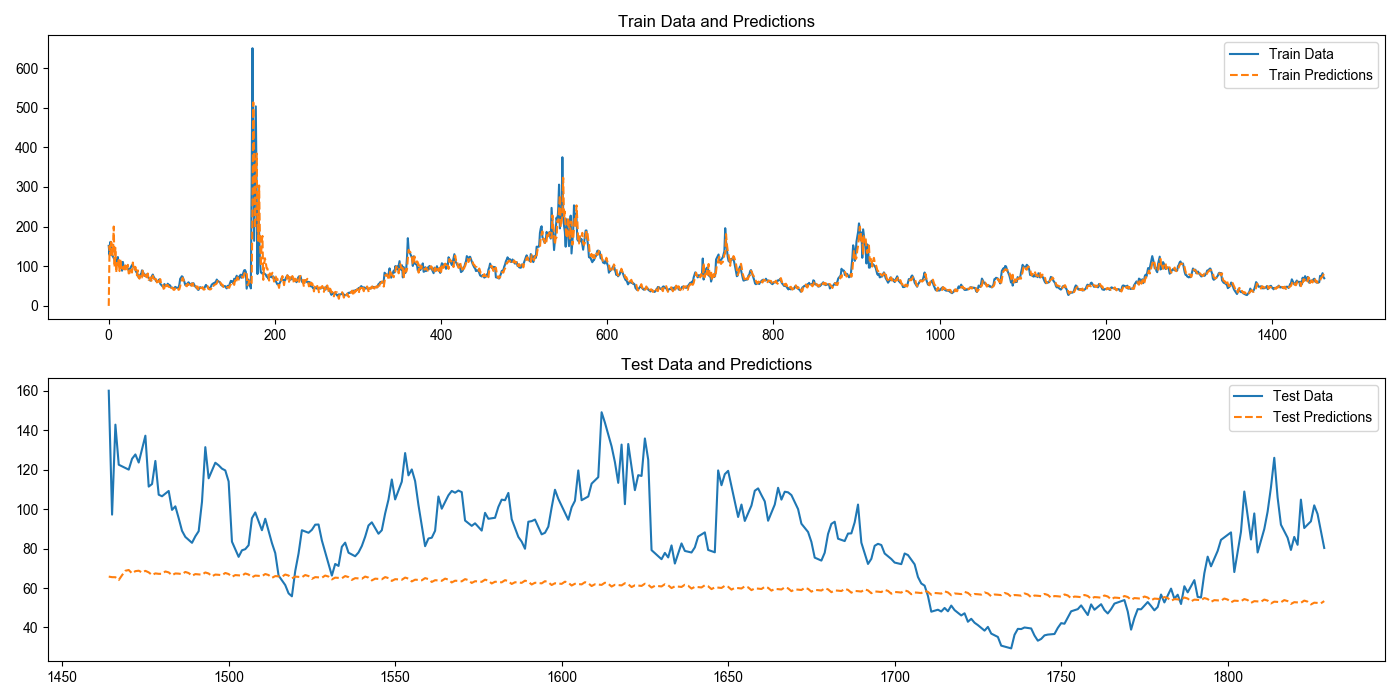 Train Data and Predictions
Train Data
Train Predictions
600
500
400
300
200
100
0
0 200 400 600 800 1000 1200 1400
Test Data and Predictions
Test Data
Test Predictions
160
140
120
100
80
60
40
1450 1500 1550 1600 1650 1700 1750 1800